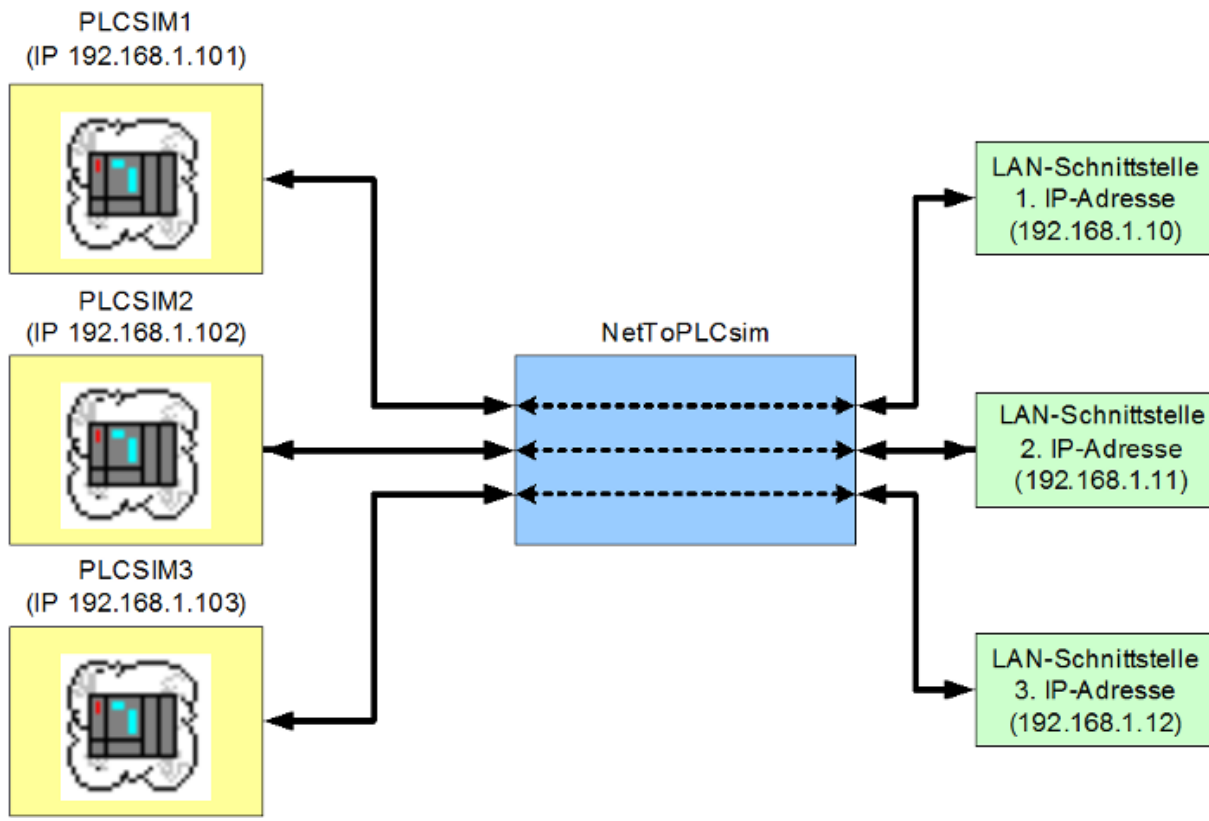 PLCSIM1
(IP 192.168.1.101)
PLCSIM2
(IP 192.168.1.102)
PLCSIM3
(IP 192.168.1.103)
NetToPLCsim
LAN-Schnittstelle
1. IP-Adresse
(192.168.1.10)
LAN-Schnittstelle
2. IP-Adresse
(192.168.1.11)
LAN-Schnittstelle
3. IP-Adresse
(192.168.1.12)